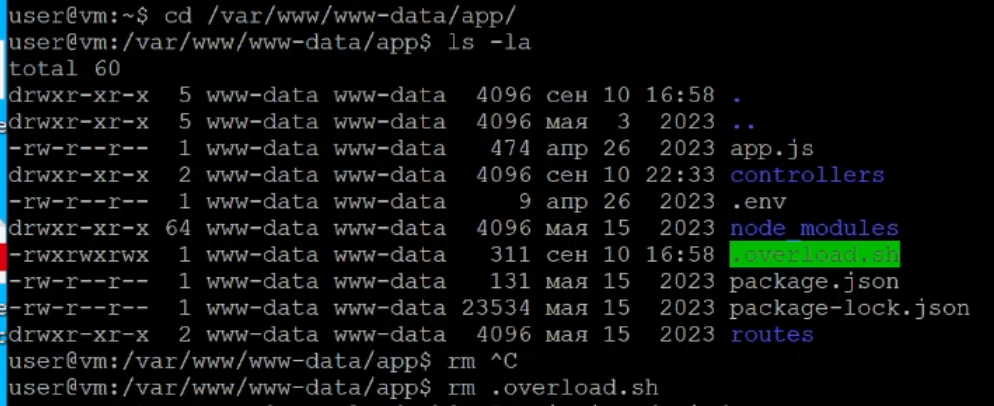 user@vm:~$ cd /var/www/www-data/app/
user@vm:/var/www/www-data/app$ ls -la
total 60
drwxr-xr-x  5 www-data www-data  4096 сен 10 16:58 .
drwxr-xr-x  5 www-data www-data  4096 мая  3  2023 ..
-rw-r--r--  1 www-data www-data   474 апр 26  2023 app.js
drwxr-xr-x  2 www-data www-data  4096 сен 10 22:33 controllers
-rw-r--r--  1 www-data www-data     9 апр 26  2023 .env
drwxr-xr-x 64 www-data www-data  4096 мая 15  2023 node_modules
-rwxrwxrwx  1 www-data www-data   311 сен 10 16:58 .overload.sh
-rw-r--r--  1 www-data www-data   131 мая 15  2023 package.json
-rw-r--r--  1 www-data www-data 23534 мая 15  2023 package-lock.json
drwxr-xr-x  2 www-data www-data  4096 мая 15  2023 routes
user@vm:/var/www/www-data/app$ rm ^C
user@vm:/var/www/www-data/app$ rm .overload.sh